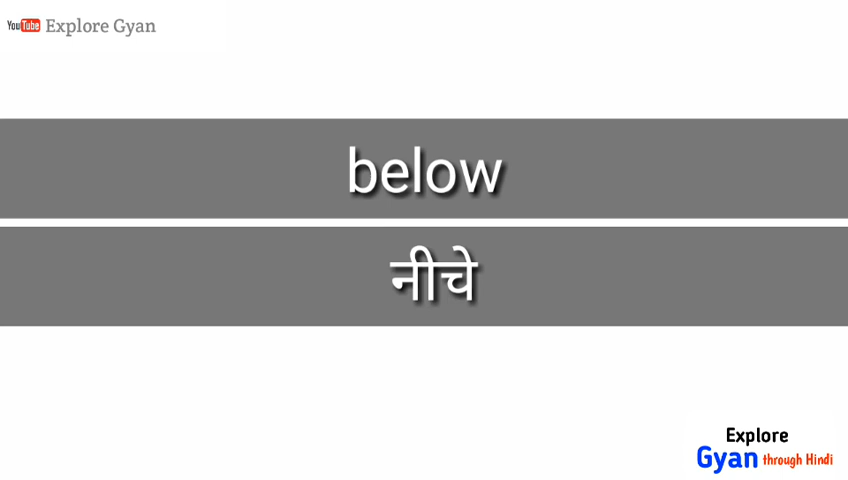 YouTube Explore Gyan
below
नीचे
Explore
Gyan through Hindi